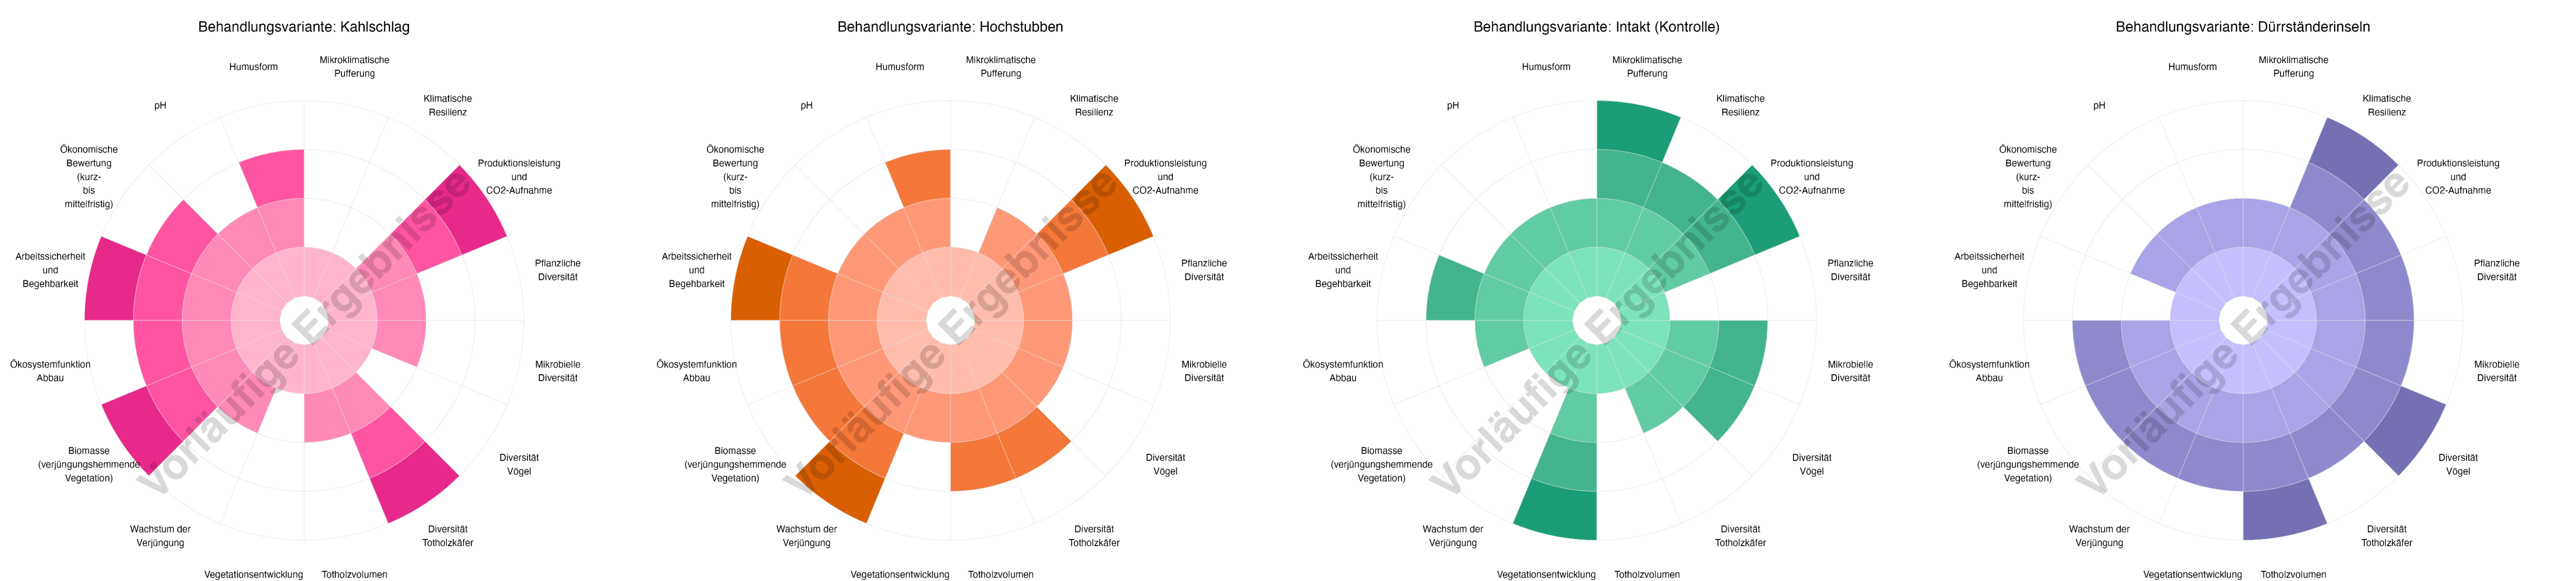 Behandlungsvariante: Kahlschlag
Humusform
Mikroklimatische
Pufferung
pH
Klimatische
Resilienz
Ökonomische
Bewertung
(kurz-
bis
mittelfristig)
Produktionsleistung
und
CO2-Aufnahme
Arbeitssicherheit
und
Begehbarkeit
Pflanzliche
Diversität
Ökosystemfunktion
Abbau
Mikrobielle
Diversität
Biomasse
(verjüngungshemmende
Vegetation)
Diversität
Vögel
Wachstum der
Verjüngung
Diversität
Totholzkäfer
Vegetationsentwicklung
Totholzvolumen
Vorläufige Ergebnisse
Behandlungsvariante: Hochstubben
Humusform
Mikroklimatische
Pufferung
pH
Klimatische
Resilienz
Ökonomische
Bewertung
(kurz-
bis
mittelfristig)
Produktionsleistung
und
CO2-Aufnahme
Arbeitssicherheit
und
Begehbarkeit
Pflanzliche
Diversität
Ökosystemfunktion
Abbau
Mikrobielle
Diversität
Biomasse
(verjüngungshemmende
Vegetation)
Diversität
Vögel
Wachstum der
Verjüngung
Diversität
Totholzkäfer
Vegetationsentwicklung
Totholzvolumen
Vorläufige Ergebnisse
Behandlungsvariante: Intakt (Kontrolle)
Humusform
Mikroklimatische
Pufferung
pH
Klimatische
Resilienz
Ökonomische
Bewertung
(kurz-
bis
mittelfristig)
Produktionsleistung
und
CO2-Aufnahme
Arbeitssicherheit
und
Begehbarkeit
Pflanzliche
Diversität
Ökosystemfunktion
Abbau
Mikrobielle
Diversität
Biomasse
(verjüngungshemmende
Vegetation)
Diversität
Vögel
Wachstum der
Verjüngung
Diversität
Totholzkäfer
Vegetationsentwicklung
Totholzvolumen
Vorläufige Ergebnisse
Behandlungsvariante: Dürrständerinseln
Humusform
Mikroklimatische
Pufferung
pH
Klimatische
Resilienz
Ökonomische
Bewertung
(kurz-
bis
mittelfristig)
Produktionsleistung
und
CO2-Aufnahme
Arbeitssicherheit
und
Begehbarkeit
Pflanzliche
Diversität
Ökosystemfunktion
Abbau
Mikrobielle
Diversität
Biomasse
(verjüngungshemmende
Vegetation)
Diversität
Vögel
Wachstum der
Verjüngung
Diversität
Totholzkäfer
Vegetationsentwicklung
Totholzvolumen
Vorläufige Ergebnisse